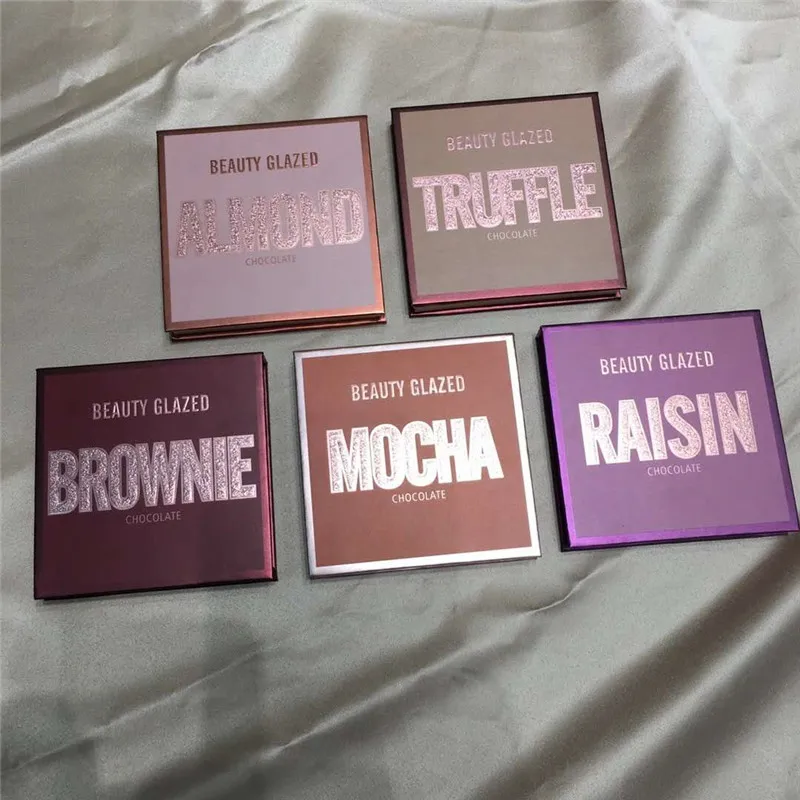 BEAUTY GLAZED
ALMOND
CHOCOLATE
BEAUTY GLAZED
TRUFFLE
CHOCOLATE
BEAUTY GLAZED
BROWNIE
CHOCOLATE
BEAUTY GLAZED
MOCHA
CHOCOLATE
BEAUTY GLAZED
RAISIN
CHOCOLATE